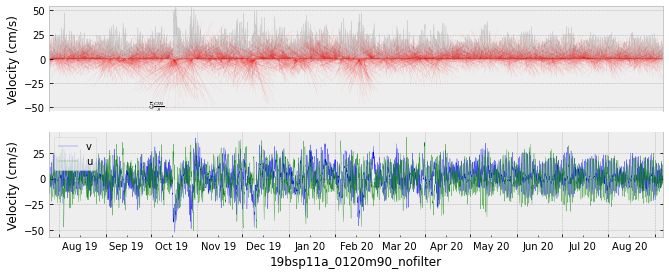 Velocity (cm/s)
50
25
0
−25
−50
5 cm/s
Velocity (cm/s)
25
0
−25
−50
v
u
Aug 19 Sep 19 Oct 19 Nov 19 Dec 19 Jan 20 Feb 20 Mar 20 Apr 20 May 20 Jun 20 Jul 20 Aug 20
19bsp11a_0120m90_nofilter